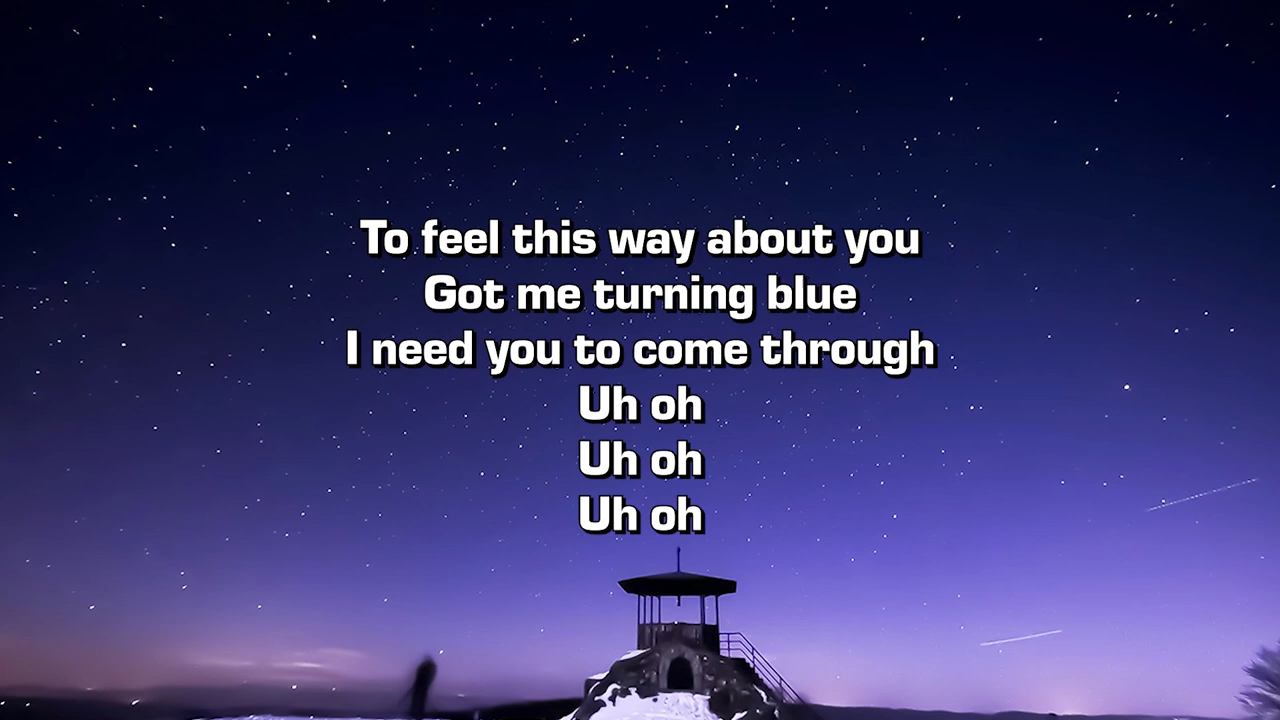 To feel this way about you
Got me turning blue
I need you to come through
Uh oh
Uh oh
Uh oh